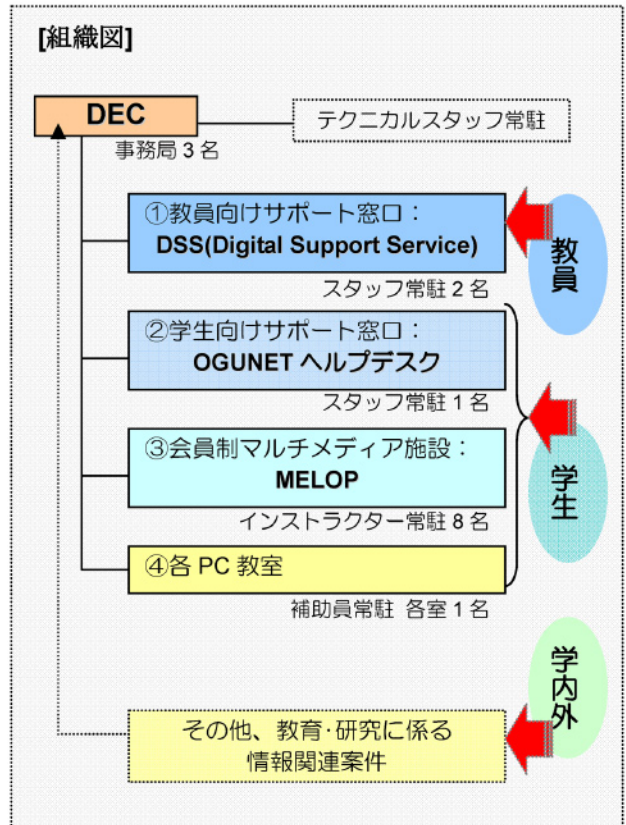 [組織図]
DEC
テクニカルスタッフ常駐
事務局 3 名
①教員向けサポート窓口：
DSS(Digital Support Service)
教員
スタッフ常駐 2 名
②学生向けサポート窓口：
OGUNET ヘルプデスク
スタッフ常駐 1 名
③会員制マルチメディア施設：
MELOP
学生
インストラクター常駐 8 名
④各 PC 教室
補助員常駐 各室 1 名
学内外
その他、教育･研究に係る
情報関連案件